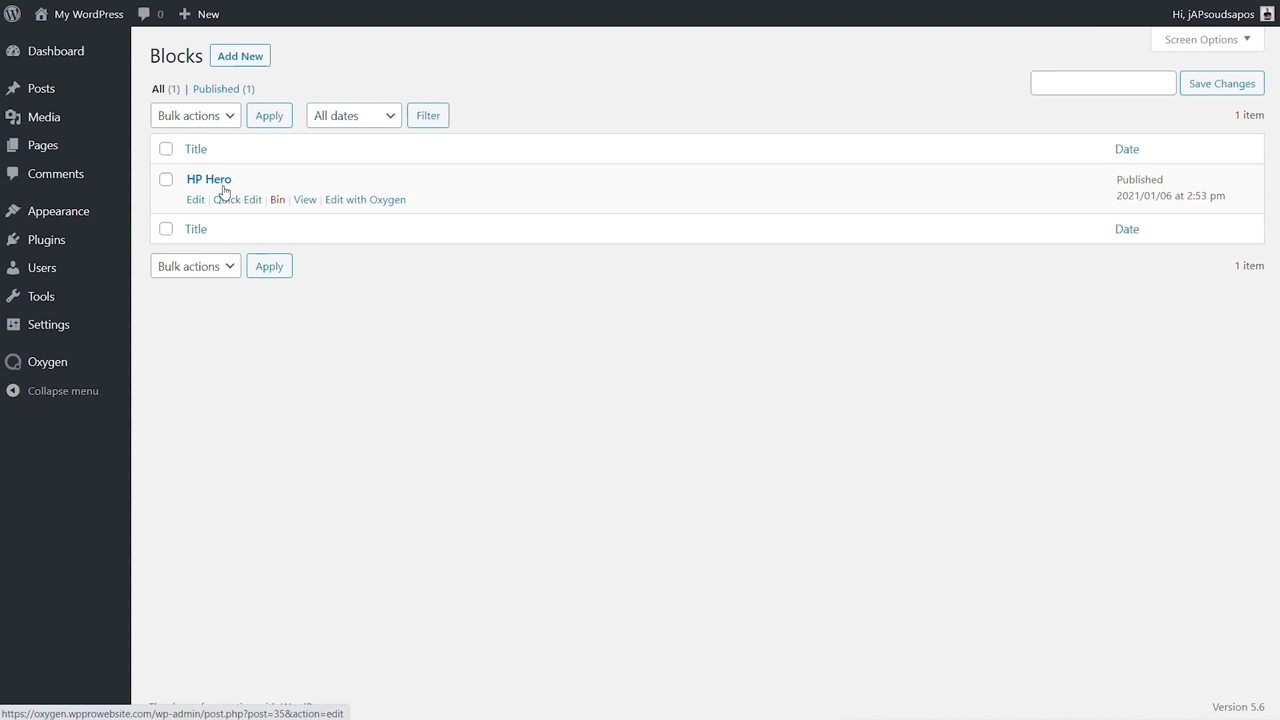 My WordPress 0 New Hi, jAPsoudsapos
Dashboard
Posts
Media
Pages
Comments
Appearance
Plugins
Users
Tools
Settings
Oxygen
Collapse menu
Screen Options
Blocks Add New
All (1) | Published (1)
Save Changes
Bulk actions Apply All dates Filter 1 item
Title Date
HP Hero Published
Edit | Quick Edit | Bin | View | Edit with Oxygen 2021/01/06 at 2:53 pm
Title Date
Bulk actions Apply 1 item
Version 5.6
https://oxygen.wpprowebsite.com/wp-admin/post.php?post=35&action=edit